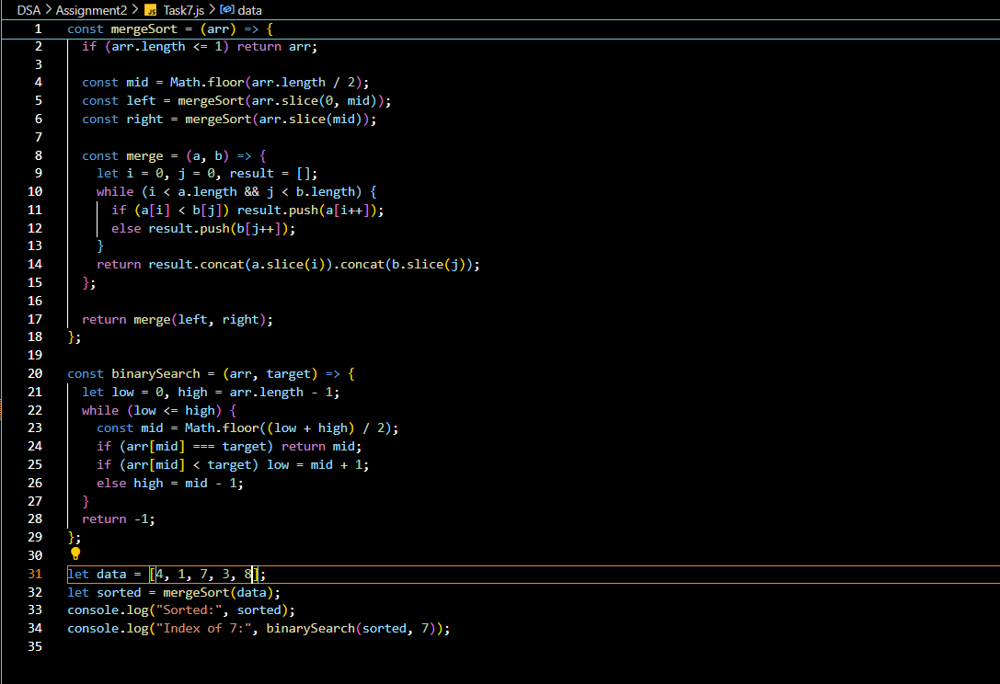 DSA > Assignment2 > JS Task7.js > data
1 const mergeSort = (arr) => {
2   if (arr.length <= 1) return arr;
3
4   const mid = Math.floor(arr.length / 2);
5   const left = mergeSort(arr.slice(0, mid));
6   const right = mergeSort(arr.slice(mid));
7
8   const merge = (a, b) => {
9     let i = 0, j = 0, result = [];
10     while (i < a.length && j < b.length) {
11       if (a[i] < b[j]) result.push(a[i++]);
12       else result.push(b[j++]);
13     }
14     return result.concat(a.slice(i)).concat(b.slice(j));
15   };
16
17   return merge(left, right);
18 };
19
20 const binarySearch = (arr, target) => {
21   let low = 0, high = arr.length - 1;
22   while (low <= high) {
23     const mid = Math.floor((low + high) / 2);
24     if (arr[mid] === target) return mid;
25     if (arr[mid] < target) low = mid + 1;
26     else high = mid - 1;
27   }
28   return -1;
29 };
30
31 let data = [4, 1, 7, 3, 8];
32 let sorted = mergeSort(data);
33 console.log("Sorted:", sorted);
34 console.log("Index of 7:", binarySearch(sorted, 7));
35